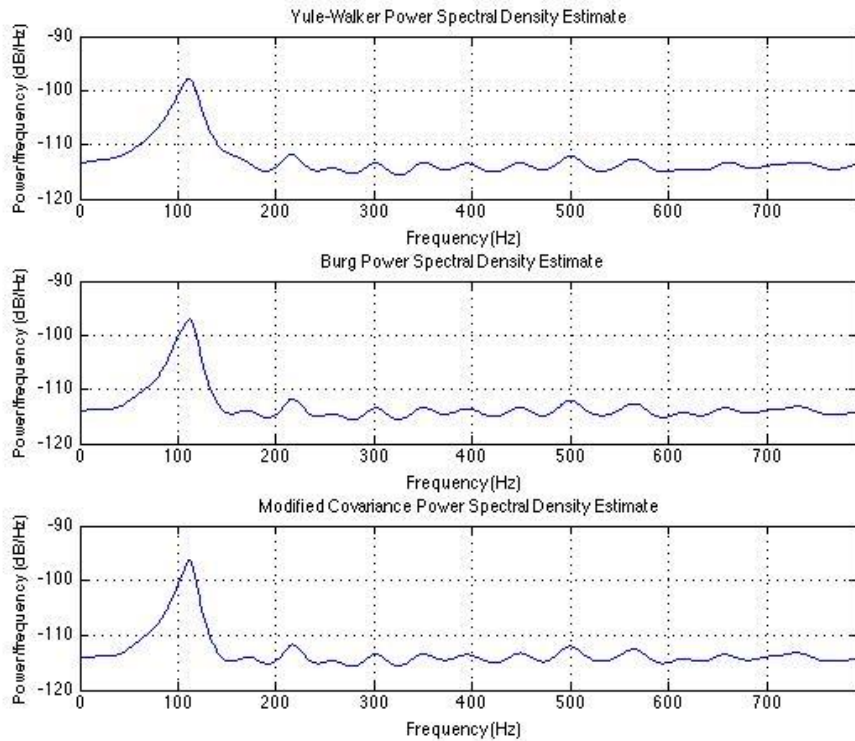 Yule-Walker Power Spectral Density Estimate
Power/frequency (dB/Hz)
-90
-100
-110
-120
0 100 200 300 400 500 600 700
Frequency (Hz)
Burg Power Spectral Density Estimate
Power/frequency (dB/Hz)
-90
-100
-110
-120
0 100 200 300 400 500 600 700
Frequency (Hz)
Modified Covariance Power Spectral Density Estimate
Power/frequency (dB/Hz)
-90
-100
-110
-120
0 100 200 300 400 500 600 700
Frequency (Hz)